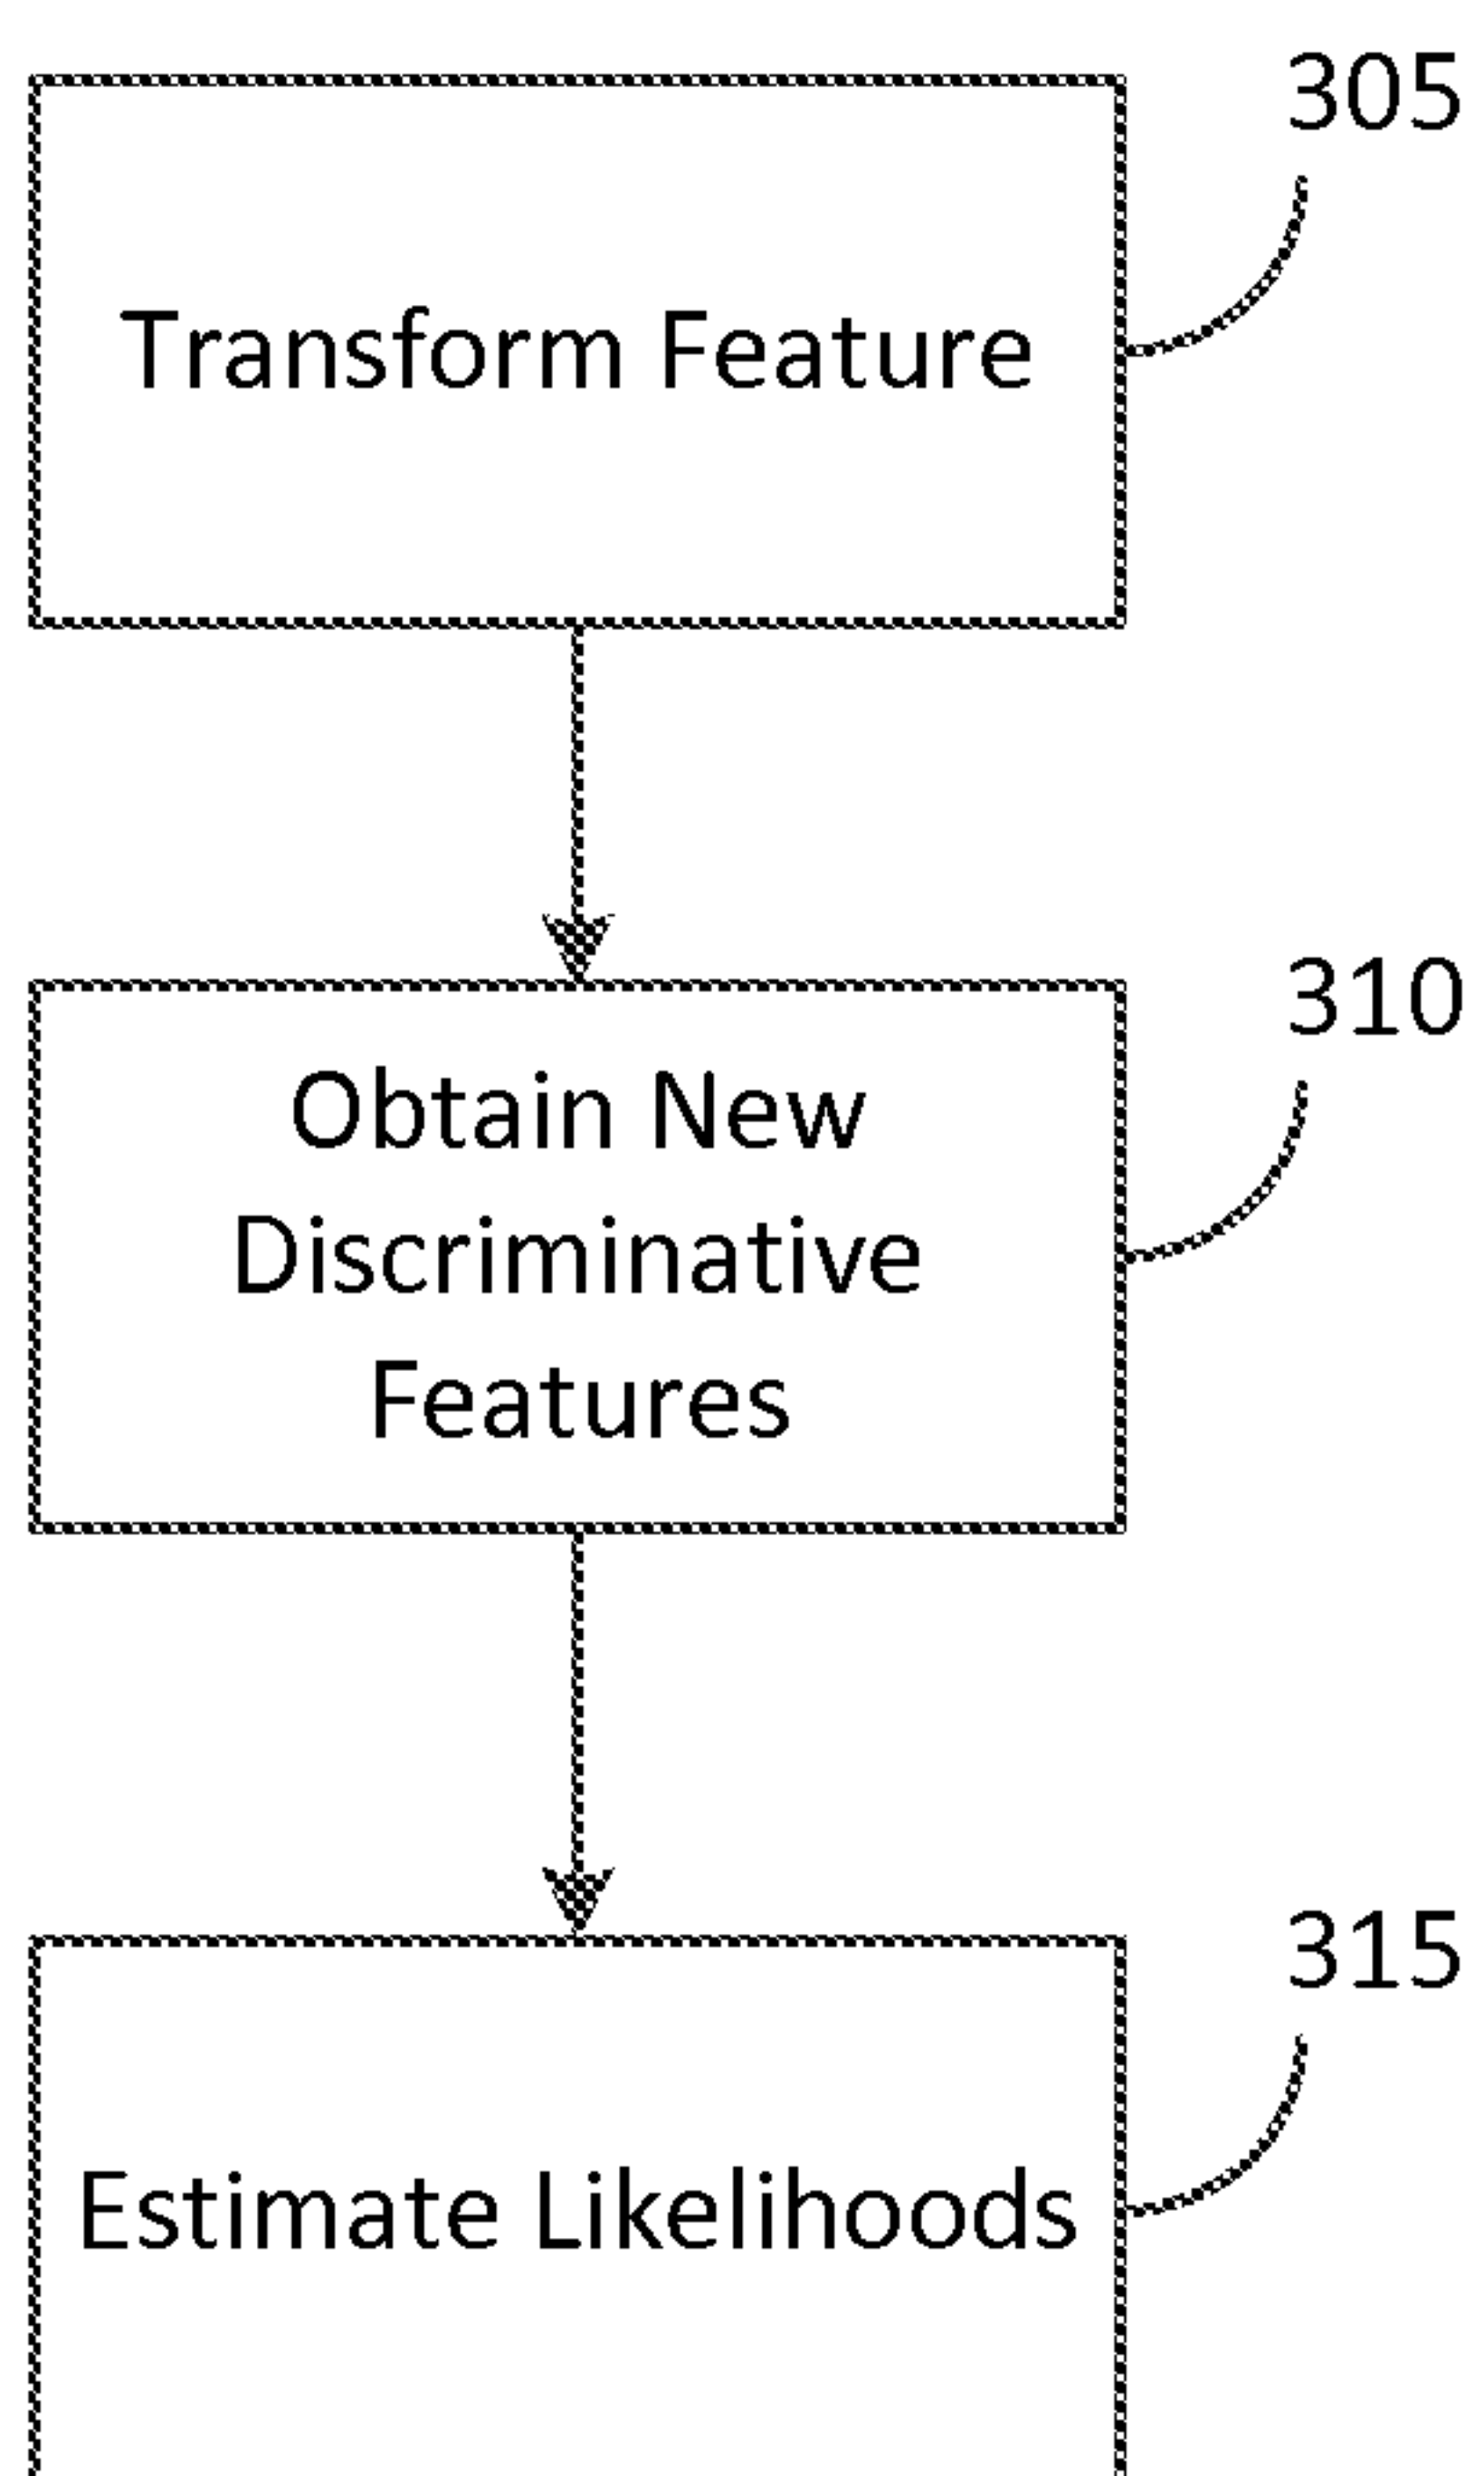 305
Transform Feature
310
Obtain New
Discriminative
Features
315
Estimate Likelihoods